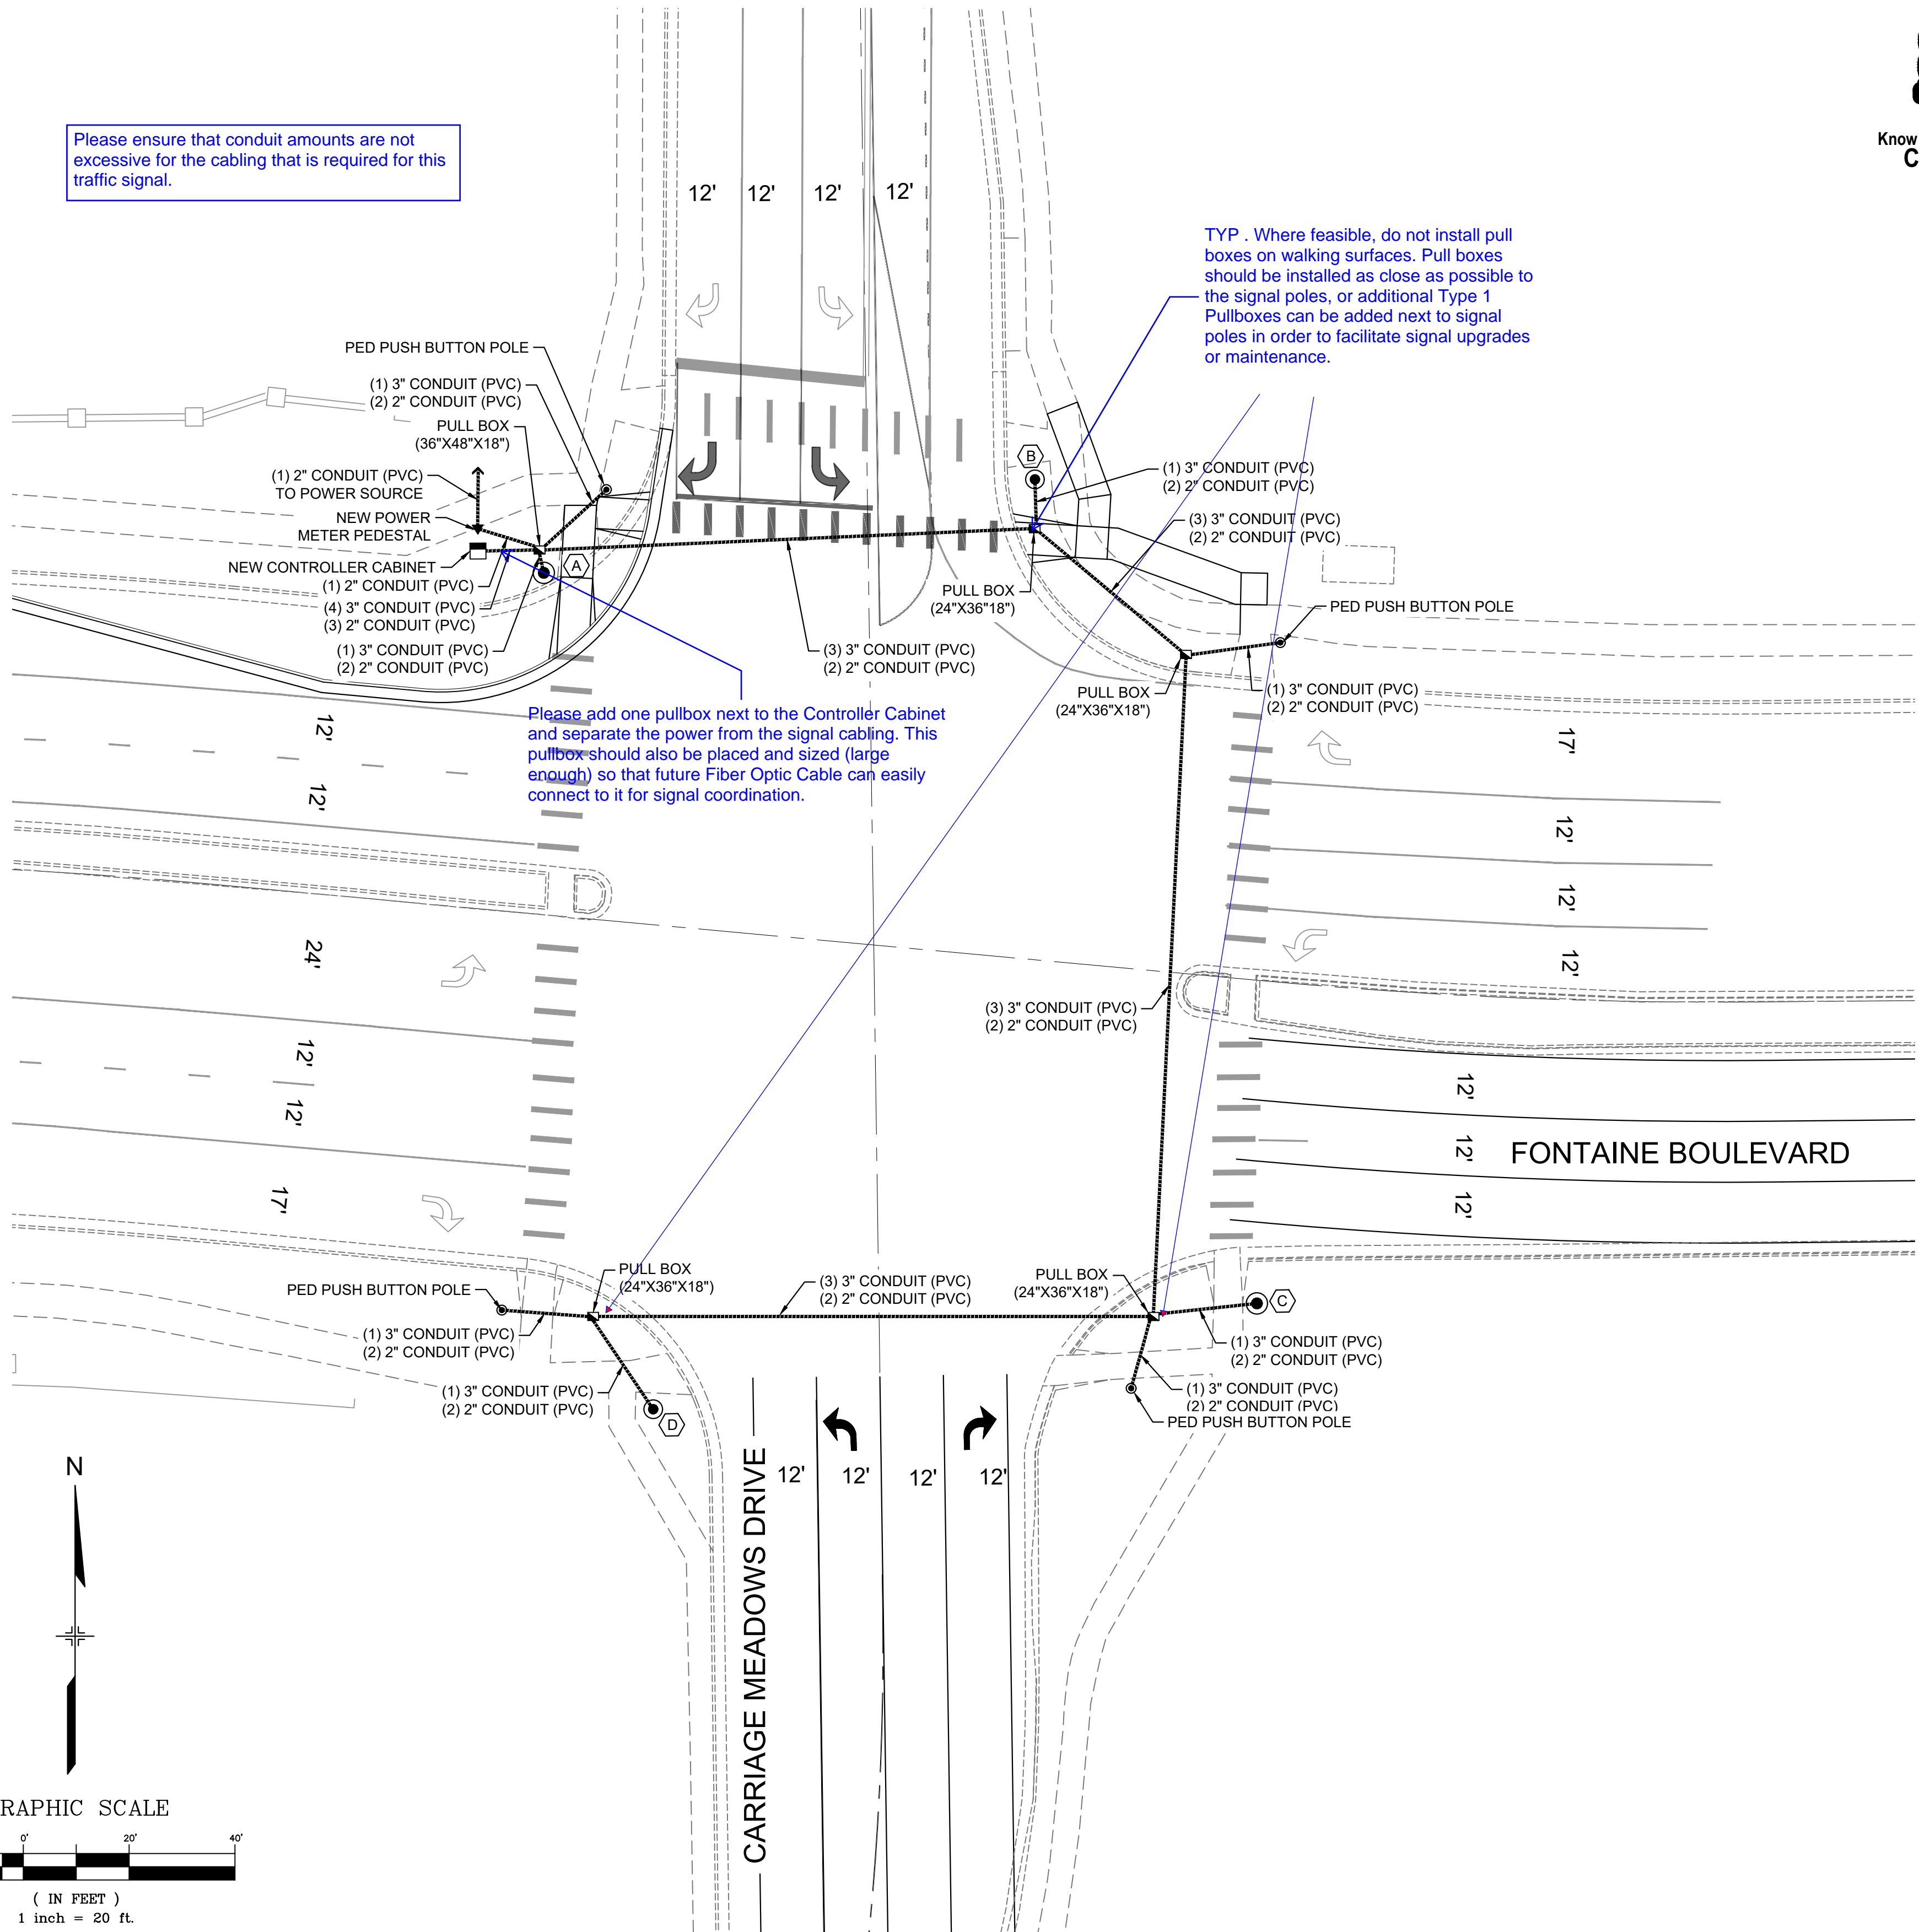 Know
C
Please ensure that conduit amounts are not
excessive for the cabling that is required for this
traffic signal.
12' 12' 12' 12'
TYP . Where feasible, do not install pull
boxes on walking surfaces. Pull boxes
should be installed as close as possible to
the signal poles, or additional Type 1
Pullboxes can be added next to signal
poles in order to facilitate signal upgrades
or maintenance.
PED PUSH BUTTON POLE
(1) 3" CONDUIT (PVC)
(2) 2" CONDUIT (PVC)
PULL BOX
(36"X48"X18")
(1) 2" CONDUIT (PVC)
TO POWER SOURCE
NEW POWER
METER PEDESTAL
NEW CONTROLLER CABINET
(1) 2" CONDUIT (PVC)
(4) 3" CONDUIT (PVC)
(3) 2" CONDUIT (PVC)
(1) 3" CONDUIT (PVC)
(2) 2" CONDUIT (PVC)
A
B
(1) 3" CONDUIT (PVC)
(2) 2" CONDUIT (PVC)
(3) 3" CONDUIT (PVC)
(2) 2" CONDUIT (PVC)
PULL BOX
(24"X36"18")
PED PUSH BUTTON POLE
(3) 3" CONDUIT (PVC)
(2) 2" CONDUIT (PVC)
PULL BOX
(24"X36"X18")
(1) 3" CONDUIT (PVC)
(2) 2" CONDUIT (PVC)
Please add one pullbox next to the Controller Cabinet
and separate the power from the signal cabling. This
pullbox should also be placed and sized (large
enough) so that future Fiber Optic Cable can easily
connect to it for signal coordination.
12'
12'
24'
12'
12'
17'
17'
12'
12'
12'
(3) 3" CONDUIT (PVC)
(2) 2" CONDUIT (PVC)
12'
12'
12'
FONTAINE BOULEVARD
PULL BOX
(24"X36"X18")
PED PUSH BUTTON POLE
(3) 3" CONDUIT (PVC)
(2) 2" CONDUIT (PVC)
PULL BOX
(24"X36"X18")
C
(1) 3" CONDUIT (PVC)
(2) 2" CONDUIT (PVC)
(1) 3" CONDUIT (PVC)
(2) 2" CONDUIT (PVC)
(1) 3" CONDUIT (PVC)
(2) 2" CONDUIT (PVC)
D
(1) 3" CONDUIT (PVC)
(2) 2" CONDUIT (PVC)
PED PUSH BUTTON POLE
12' 12' 12' 12'
CARRIAGE MEADOWS DRIVE
N
RAPHIC SCALE
0' 20' 40'
( IN FEET )
1 inch = 20 ft.